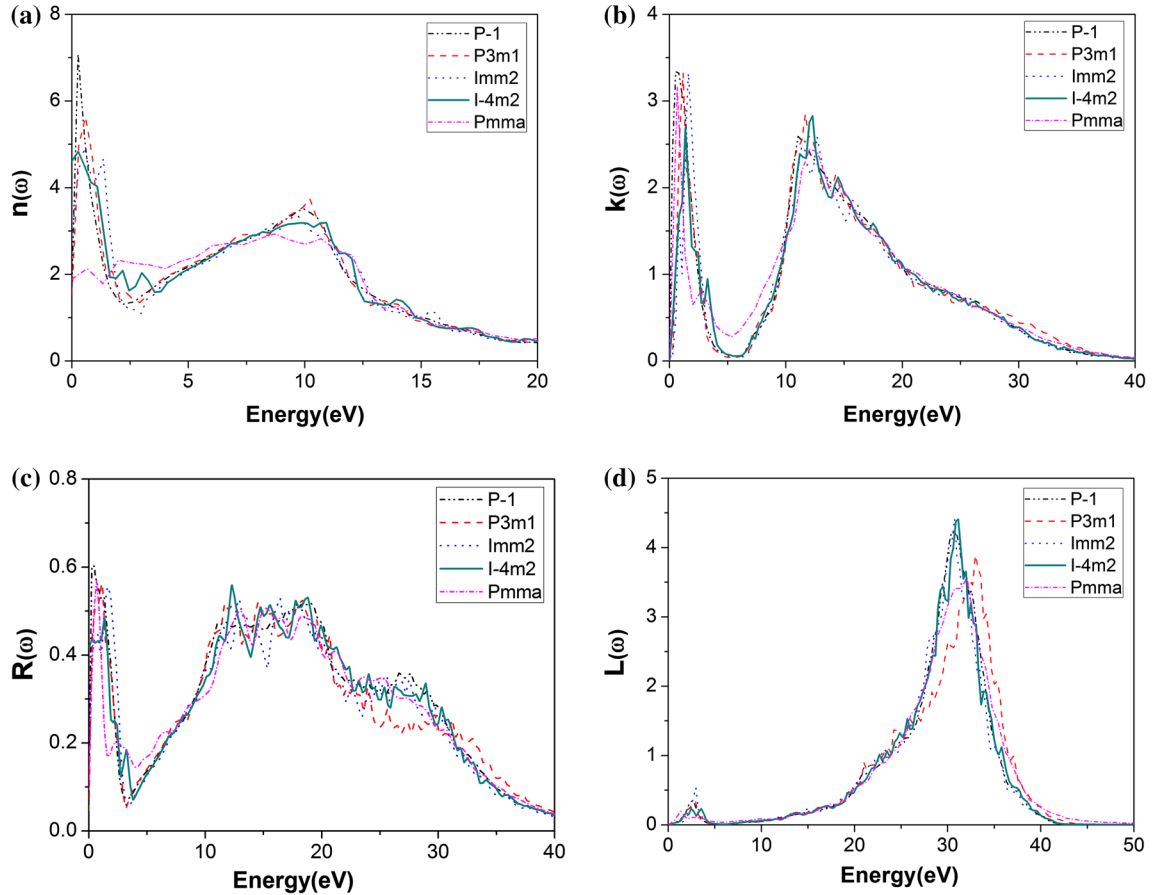 (a)
n(ω)
8
6
4
2
0
0 5 10 15 20
Energy(eV)
P-1
P3m1
Imm2
I-4m2
Pmma
(b)
k(ω)
4
3
2
1
0
0 10 20 30 40
Energy(eV)
P-1
P3m1
Imm2
I-4m2
Pmma
(c)
R(ω)
0.8
0.6
0.4
0.2
0.0
0 10 20 30 40
Energy(eV)
P-1
P3m1
Imm2
I-4m2
Pmma
(d)
L(ω)
5
4
3
2
1
0
0 10 20 30 40 50
Energy(eV)
P-1
P3m1
Imm2
I-4m2
Pmma